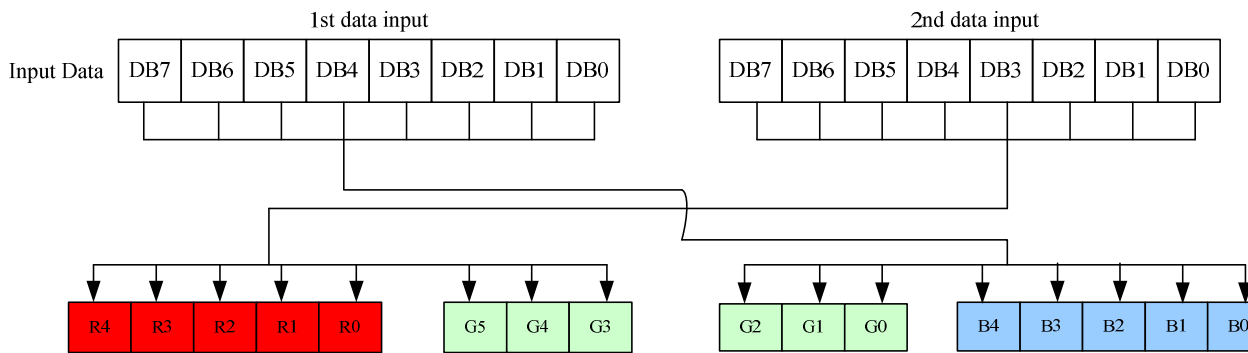 1st data input 2nd data input
Input Data DB7 DB6 DB5 DB4 DB3 DB2 DB1 DB0 DB7 DB6 DB5 DB4 DB3 DB2 DB1 DB0
R4 R3 R2 R1 R0 G5 G4 G3 G2 G1 G0 B4 B3 B2 B1 B0